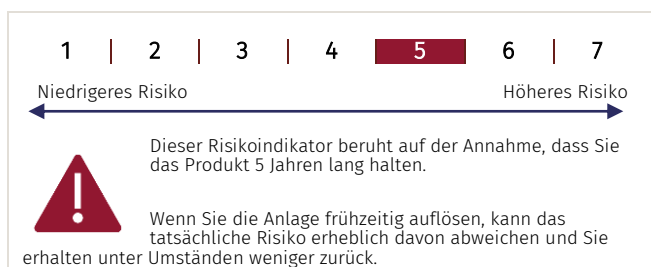 1 | 2 | 3 | 4 | 5 | 6 | 7
Niedrigeres Risiko Höheres Risiko
Dieser Risikoindikator beruht auf der Annahme, dass Sie
das Produkt 5 Jahren lang halten.
Wenn Sie die Anlage frühzeitig auflösen, kann das
tatsächliche Risiko erheblich davon abweichen und Sie
erhalten unter Umständen weniger zurück.